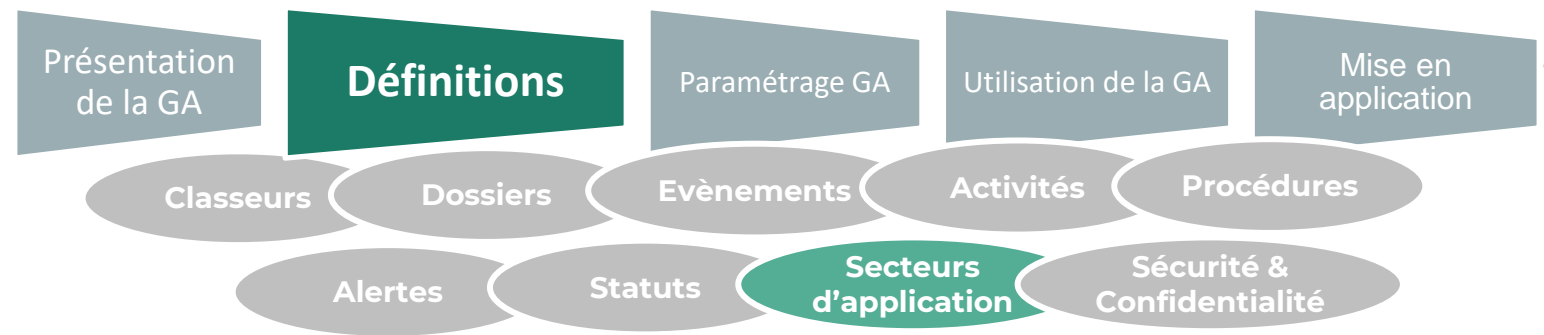 Présentation
de la GA
Définitions
Paramétrage GA
Utilisation de la GA
Mise en
application
Classeurs
Dossiers
Evènements
Activités
Procédures
Alertes
Statuts
Secteurs
d’application
Sécurité &
Confidentialité